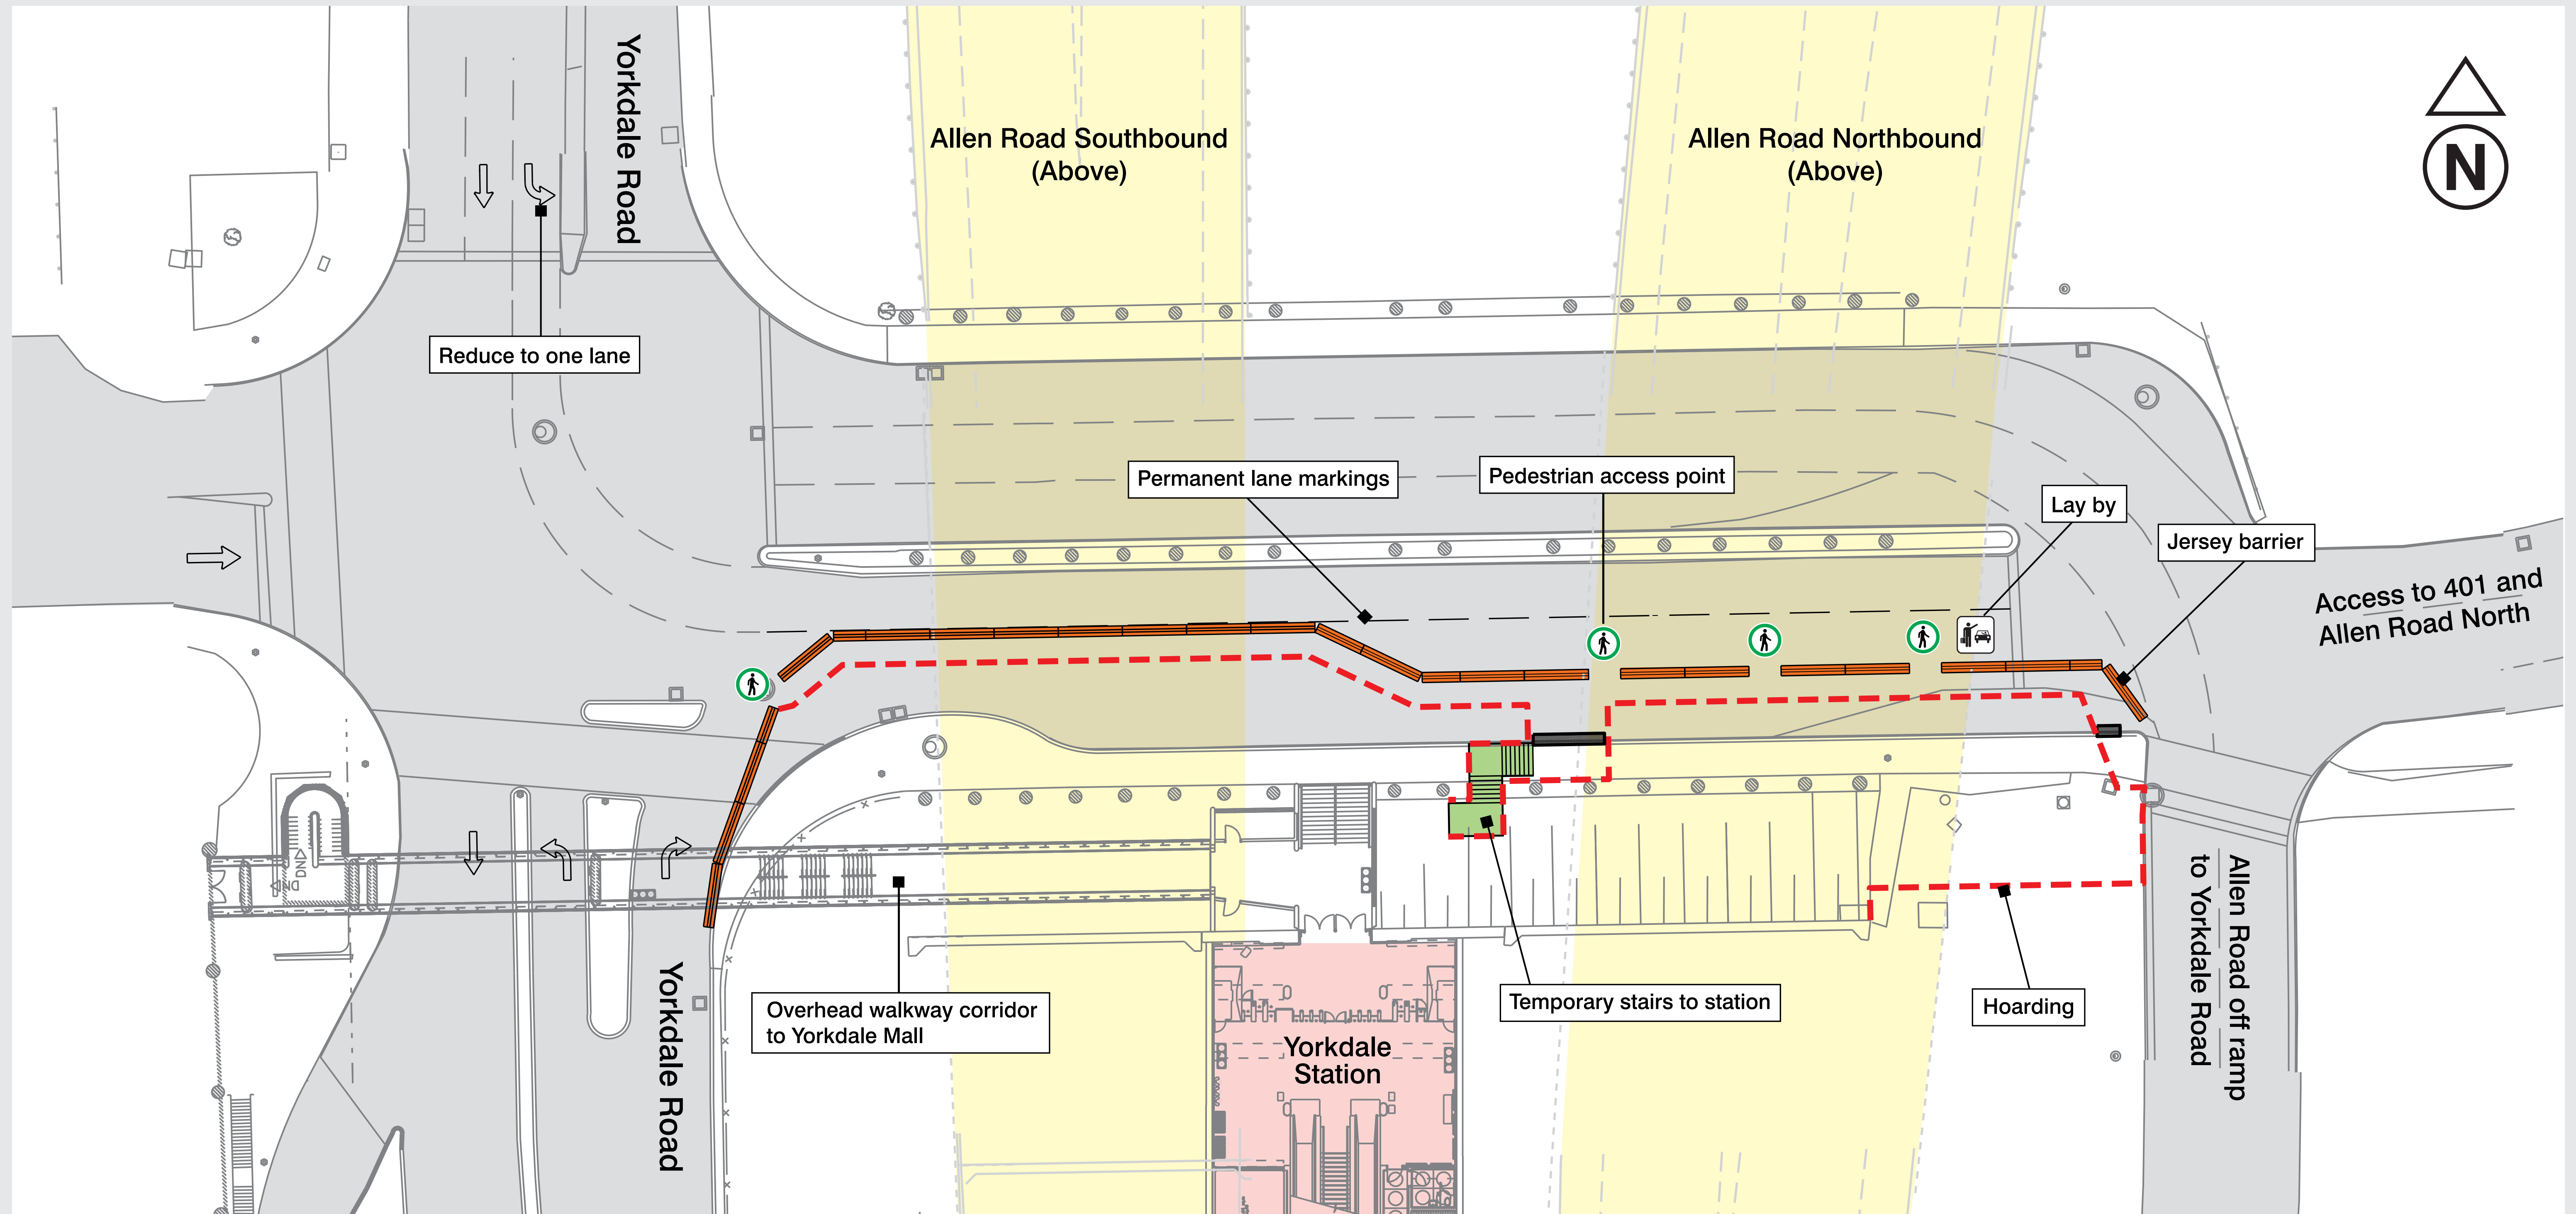 Yorkdale Road
Allen Road Southbound
(Above)
Allen Road Northbound
(Above)
N
Reduce to one lane
Permanent lane markings
Pedestrian access point
Lay by
Jersey barrier
Access to 401 and
Allen Road North
DN
DN
Overhead walkway corridor
to Yorkdale Mall
Yorkdale Road
Yorkdale
Station
Temporary stairs to station
Hoarding
Allen Road off ramp
to Yorkdale Road